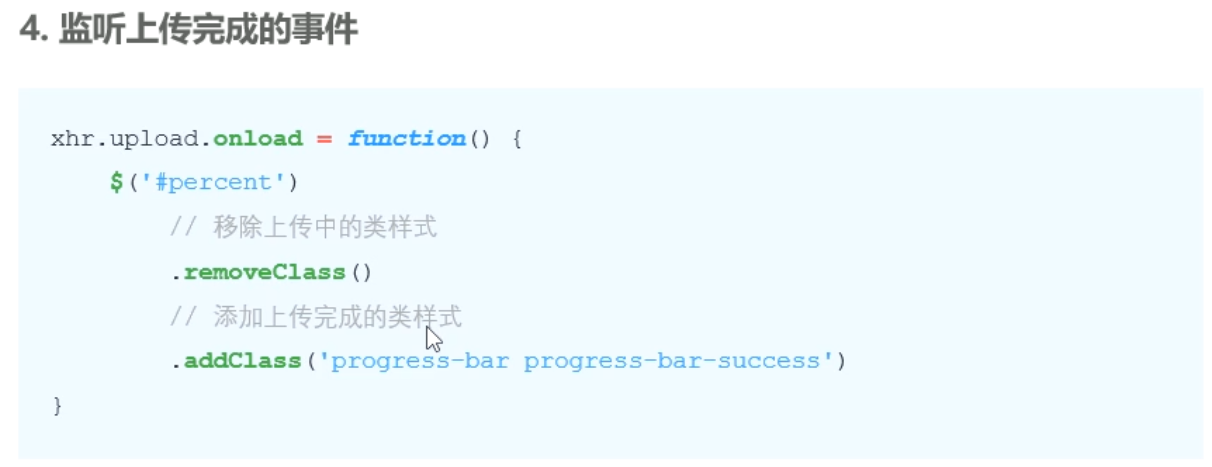 4. 监听上传完成的事件
xhr.upload.onload = function() {
    $('#percent')
        // 移除上传中的类样式
        .removeClass()
        // 添加上传完成的类样式
        .addClass('progress-bar progress-bar-success')
}